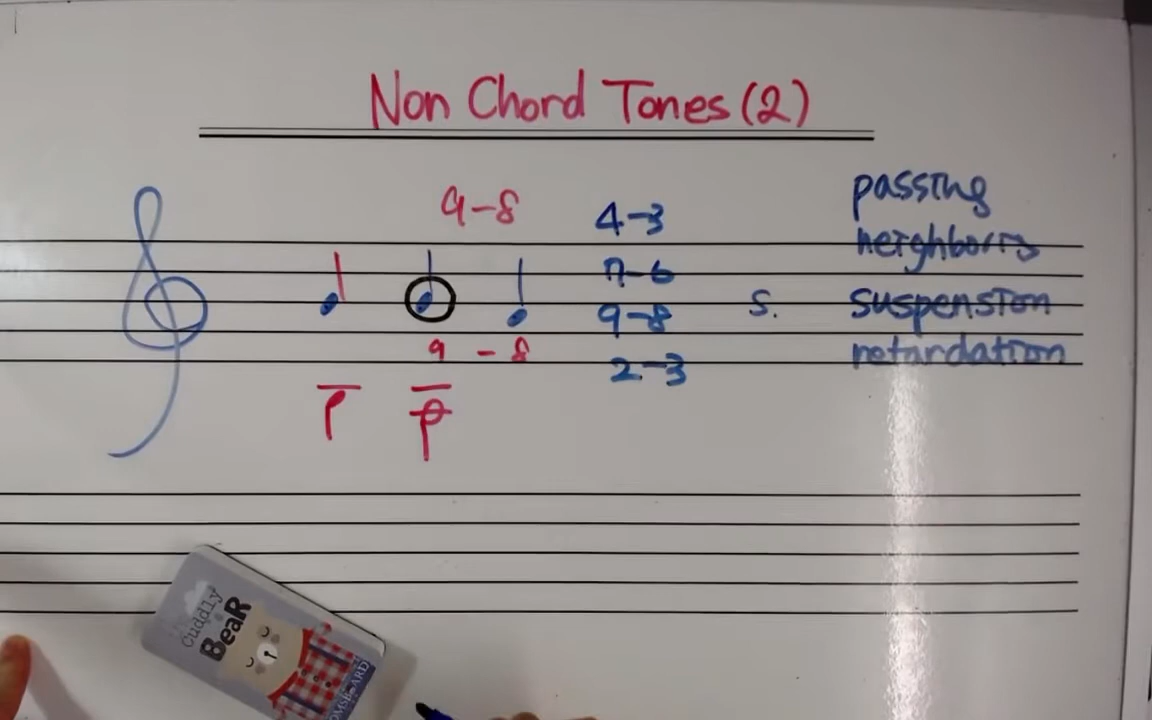 Non Chord Tones (2)
9-8
4-3
7-6
9-8
2-3
9 - 8
s.
passing
neighboring
suspension
retardation
Cuddly
BeaR